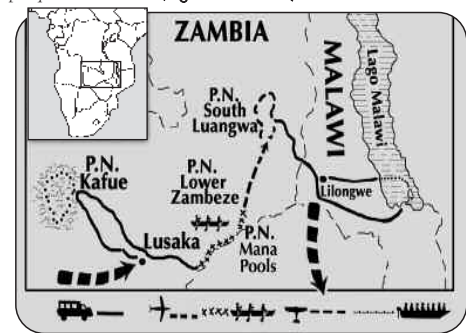 ZAMBIA
MALAWI
Lago Malawi
P.N.
South
Luangwa
P.N.
Kafue
P.N.
Lower
Zambeze
Lilongwe
Lusaka
P.N.
Mana
Pools